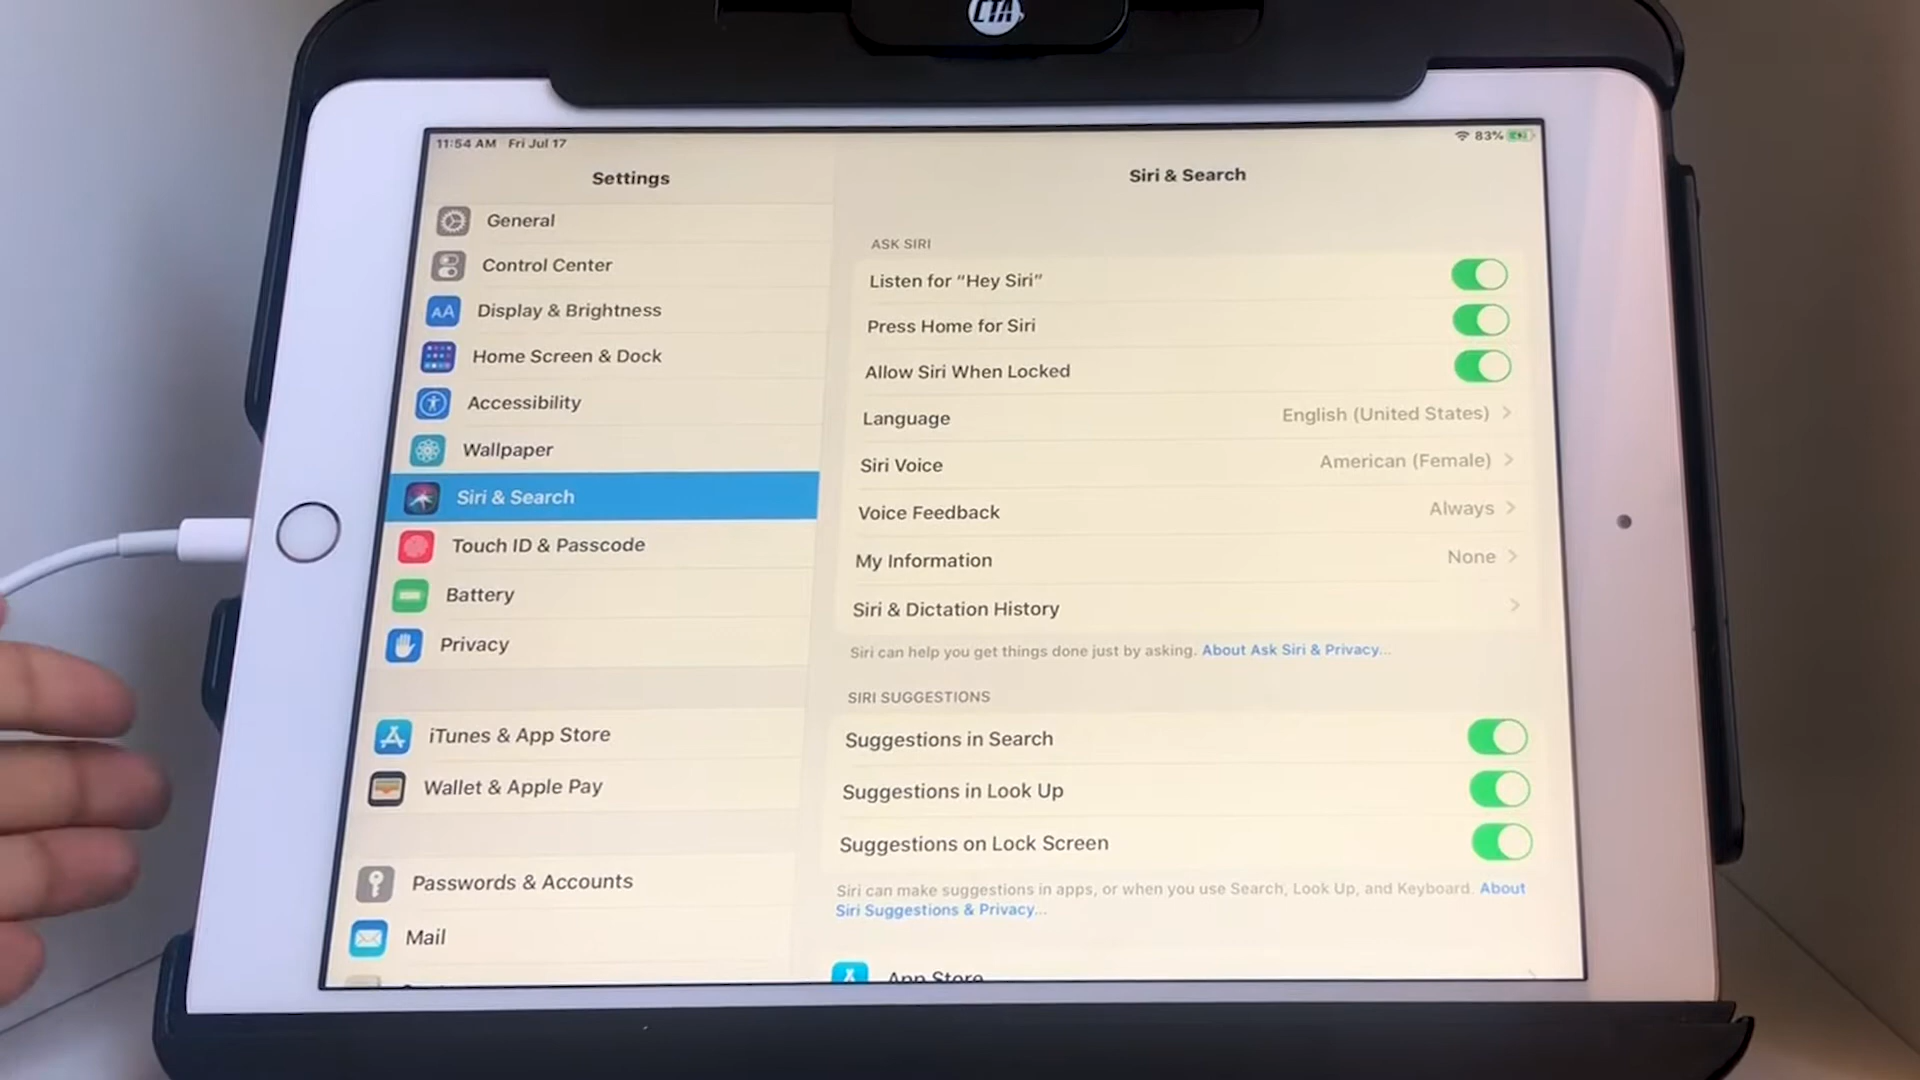 CTA
11:54 AM Fri Jul 17
83%
Settings
General
Control Center
AA
Display & Brightness
Home Screen & Dock
Accessibility
Wallpaper
Siri & Search
Touch ID & Passcode
Battery
Privacy
iTunes & App Store
Wallet & Apple Pay
Passwords & Accounts
Mail
Siri & Search
ASK SIRI
Listen for “Hey Siri”
Press Home for Siri
Allow Siri When Locked
Language English (United States) >
Siri Voice American (Female) >
Voice Feedback Always >
My Information None >
Siri & Dictation History >
Siri can help you get things done just by asking. About Ask Siri & Privacy...
SIRI SUGGESTIONS
Suggestions in Search
Suggestions in Look Up
Suggestions on Lock Screen
Siri can make suggestions in apps, or when you use Search, Look Up, and Keyboard. About
Siri Suggestions & Privacy...
App Store